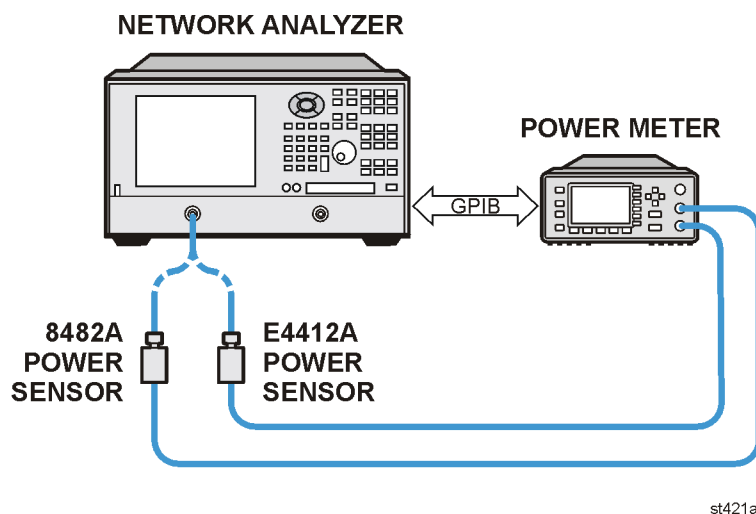 NETWORK ANALYZER
POWER METER
GPIB
8482A
POWER
SENSOR
E4412A
POWER
SENSOR
st421a